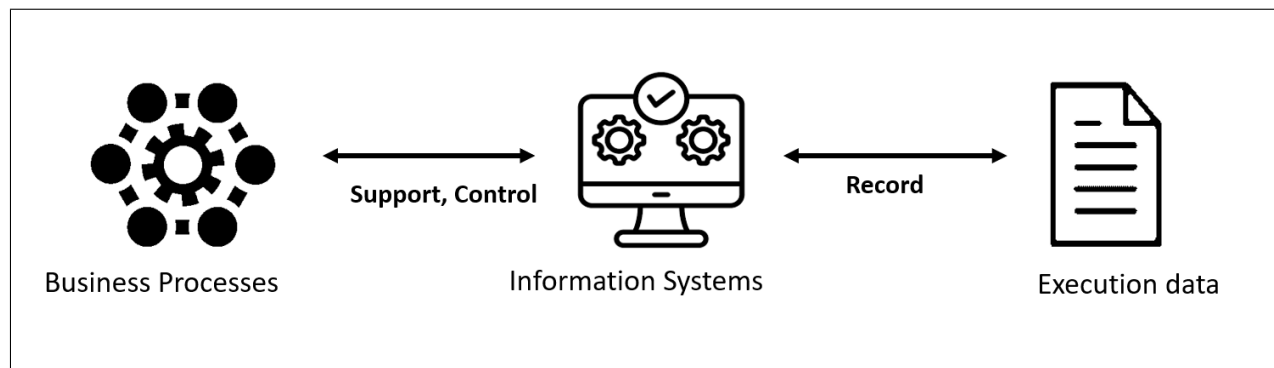 Support, Control
Record
Business Processes
Information Systems
Execution data